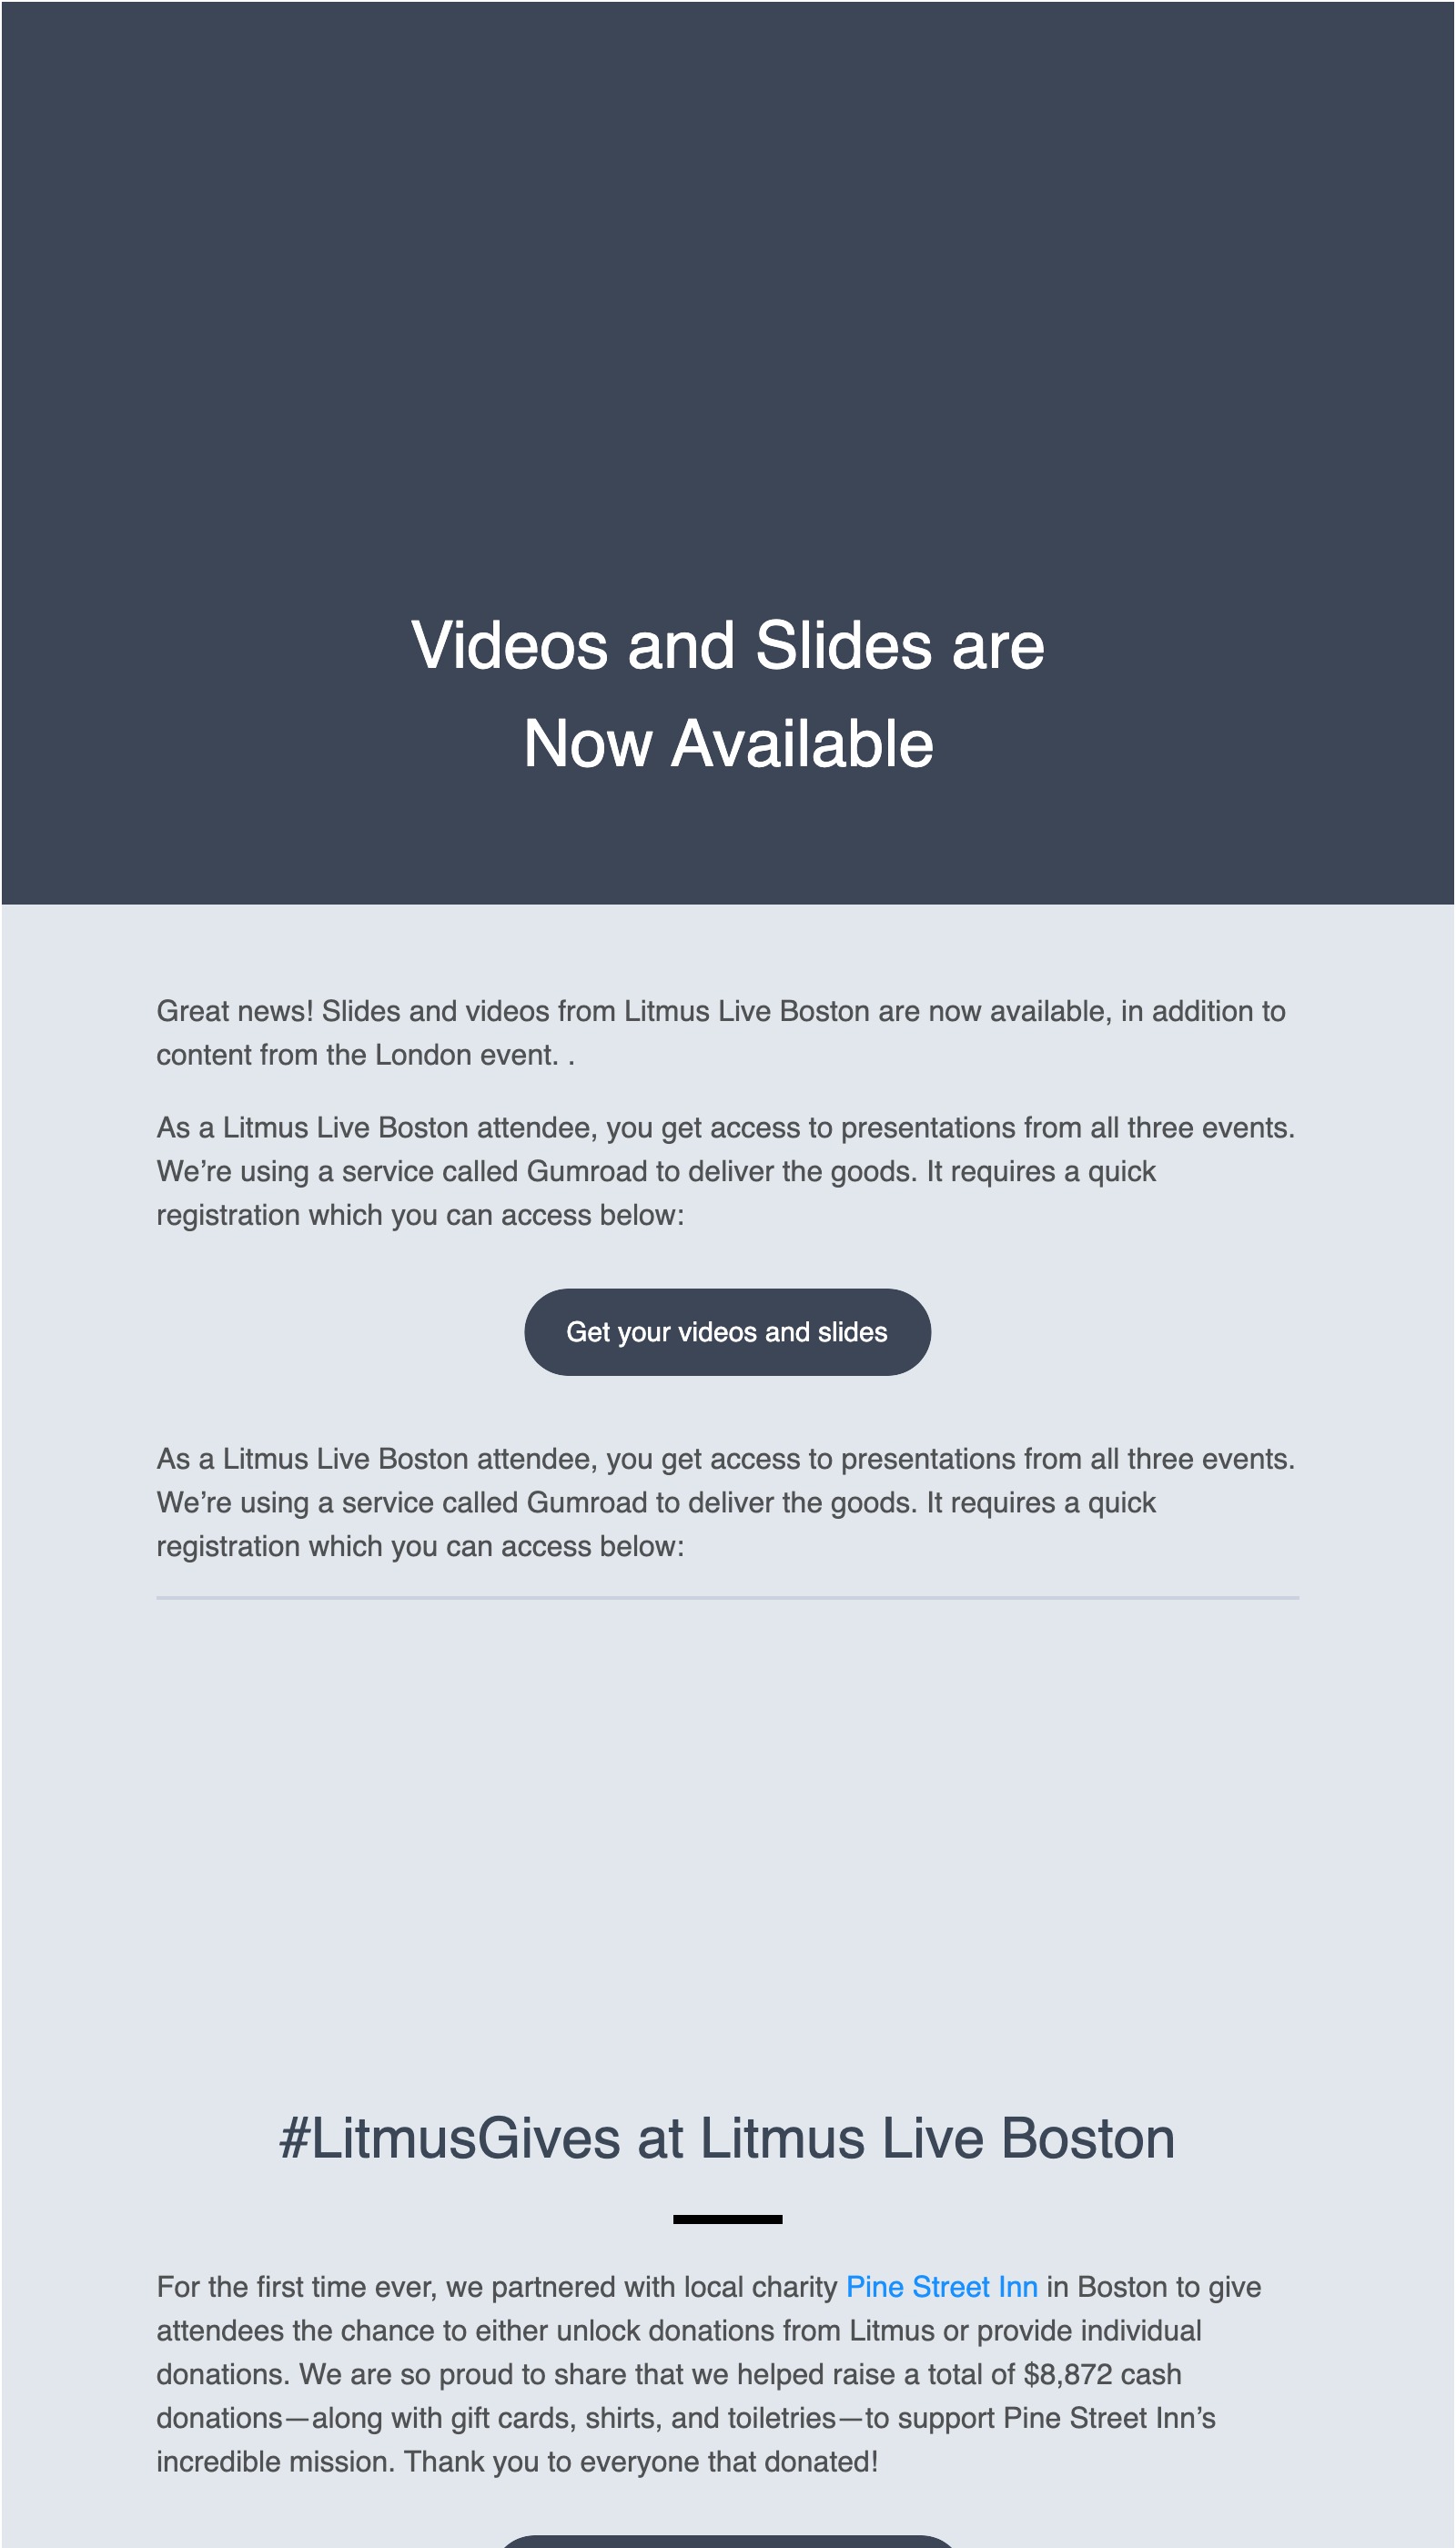 Videos and Slides are
Now Available
Great news! Slides and videos from Litmus Live Boston are now available, in addition to
content from the London event. .
As a Litmus Live Boston attendee, you get access to presentations from all three events.
We’re using a service called Gumroad to deliver the goods. It requires a quick
registration which you can access below:
Get your videos and slides
As a Litmus Live Boston attendee, you get access to presentations from all three events.
We’re using a service called Gumroad to deliver the goods. It requires a quick
registration which you can access below:
#LitmusGives at Litmus Live Boston
For the first time ever, we partnered with local charity Pine Street Inn in Boston to give
attendees the chance to either unlock donations from Litmus or provide individual
donations. We are so proud to share that we helped raise a total of $8,872 cash
donations—along with gift cards, shirts, and toiletries—to support Pine Street Inn’s
incredible mission. Thank you to everyone that donated!